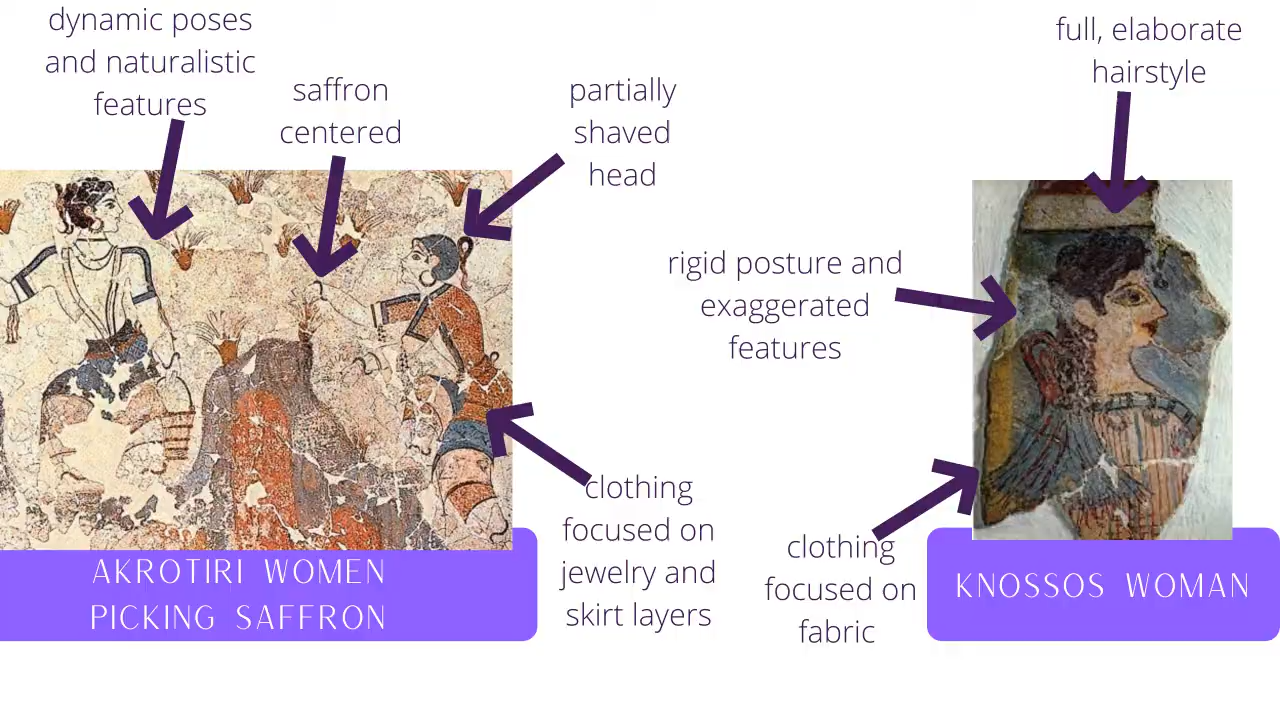 dynamic poses
and naturalistic
features
saffron
centered
partially
shaved
head
full, elaborate
hairstyle
rigid posture and
exaggerated
features
clothing
focused on
jewelry and
skirt layers
clothing
focused on
fabric
AKROTIRI WOMEN
PICKING SAFFRON
KNOSSOS WOMAN